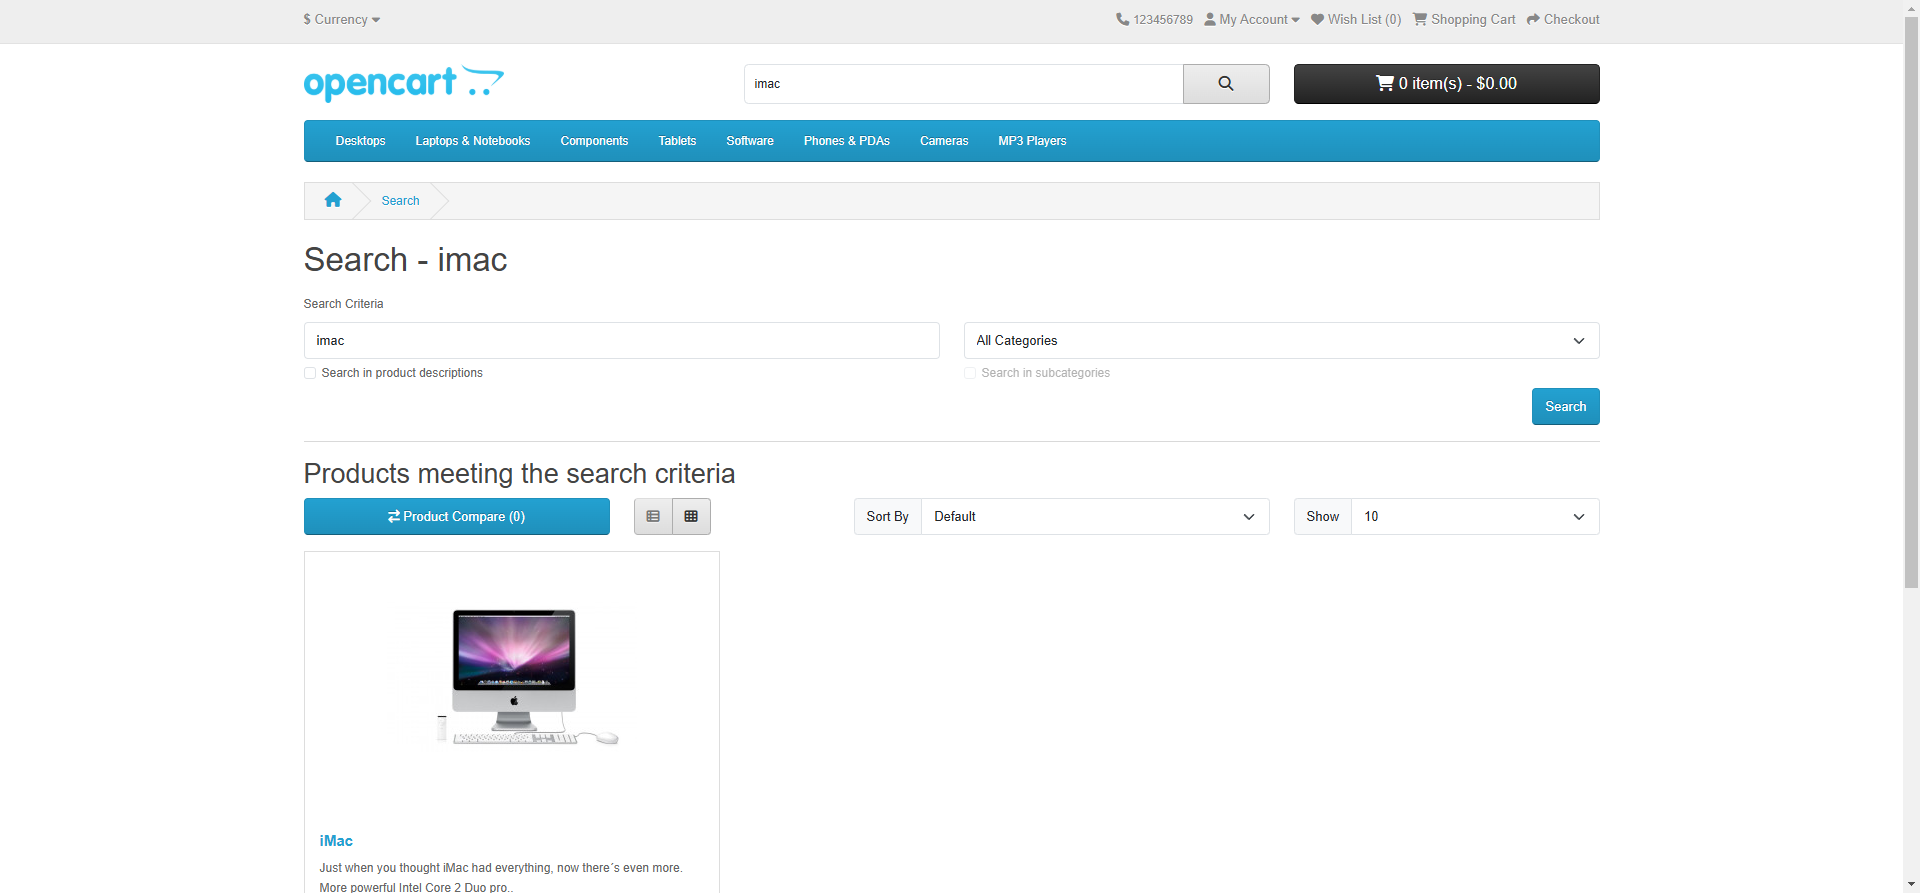 $ Currency
123456789 My Account Wish List (0) Shopping Cart Checkout
opencart
imac
0 item(s) - $0.00
Desktops Laptops & Notebooks Components Tablets Software Phones & PDAs Cameras MP3 Players
Search
Search - imac
Search Criteria
imac
All Categories
Search in product descriptions
Search in subcategories
Search
Products meeting the search criteria
Product Compare (0)
Sort By Default
Show 10
iMac
Just when you thought iMac had everything, now there´s even more.
More powerful Intel Core 2 Duo pro..